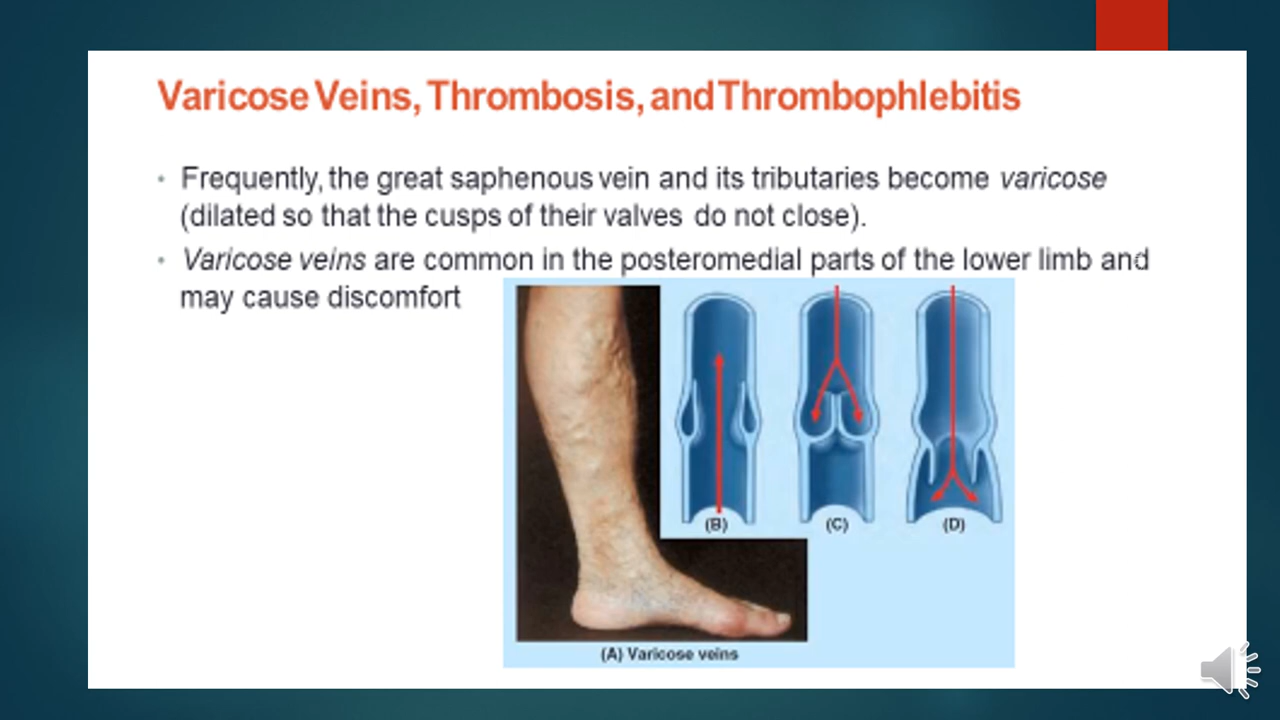 Varicose Veins, Thrombosis, and Thrombophlebitis
• Frequently, the great saphenous vein and its tributaries become varicose
(dilated so that the cusps of their valves do not close).
• Varicose veins are common in the posteromedial parts of the lower limb and
may cause discomfort
(B) (C) (D)
(A) Varicose veins